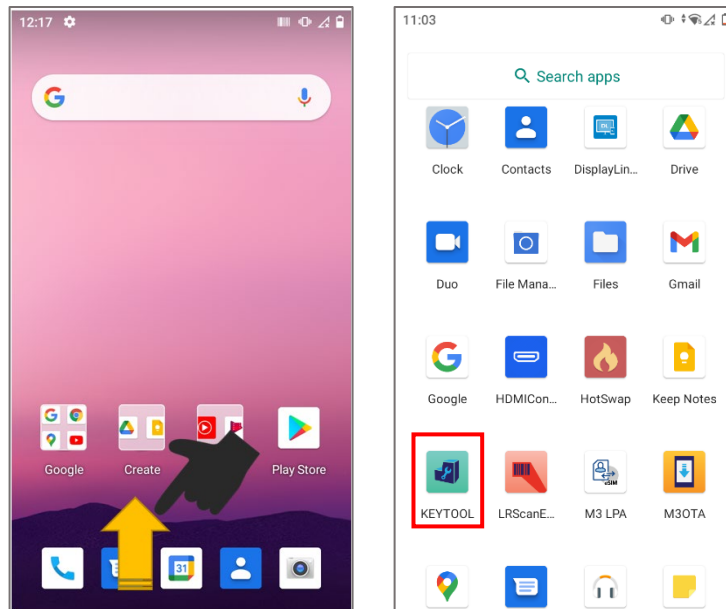 12:17
Google
Create
Play Store
31
11:03
Search apps
Clock
Contacts
DisplayLin...
Drive
Duo
File Mana...
Files
Gmail
Google
HDMICon...
HotSwap
Keep Notes
KEYTOOL
LRScanE...
M3 LPA
M3OTA